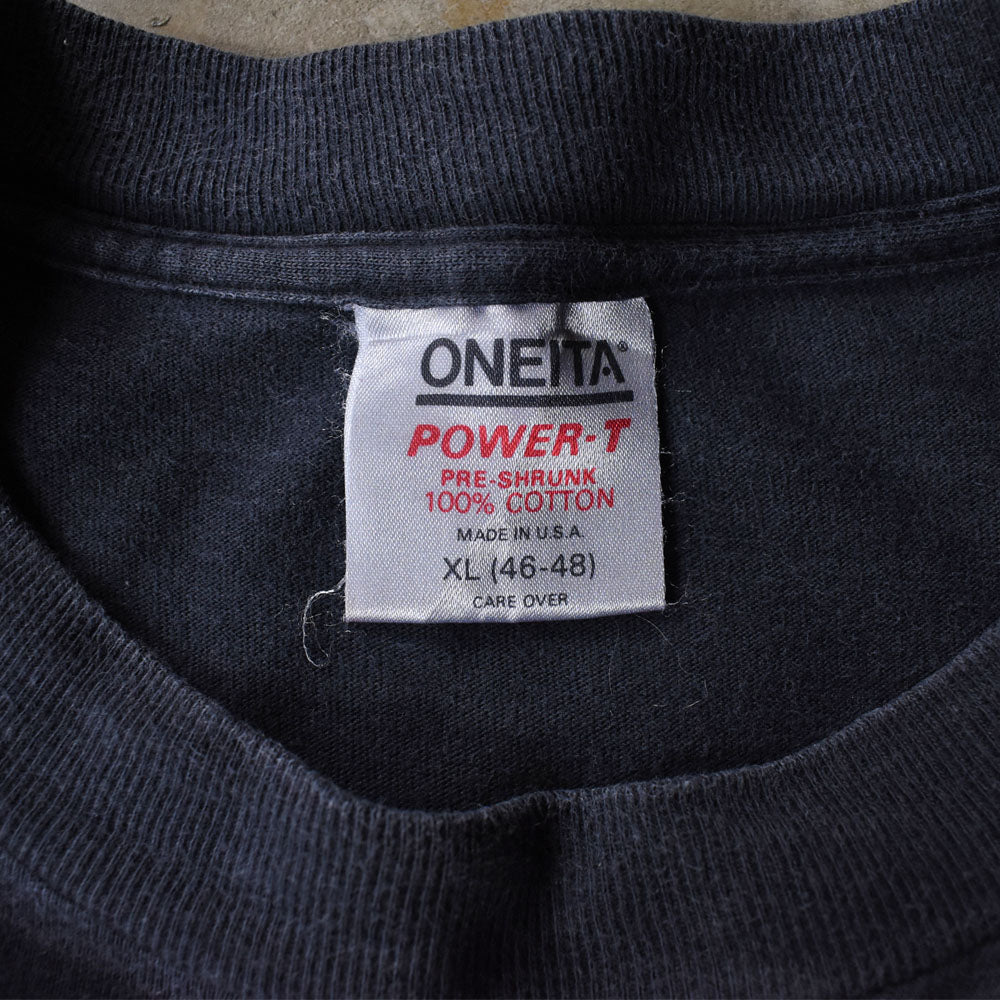 ONEITA®
POWER-T
PRE-SHRUNK
100% COTTON
MADE IN U.S.A.
XL (46-48)
CARE OVER